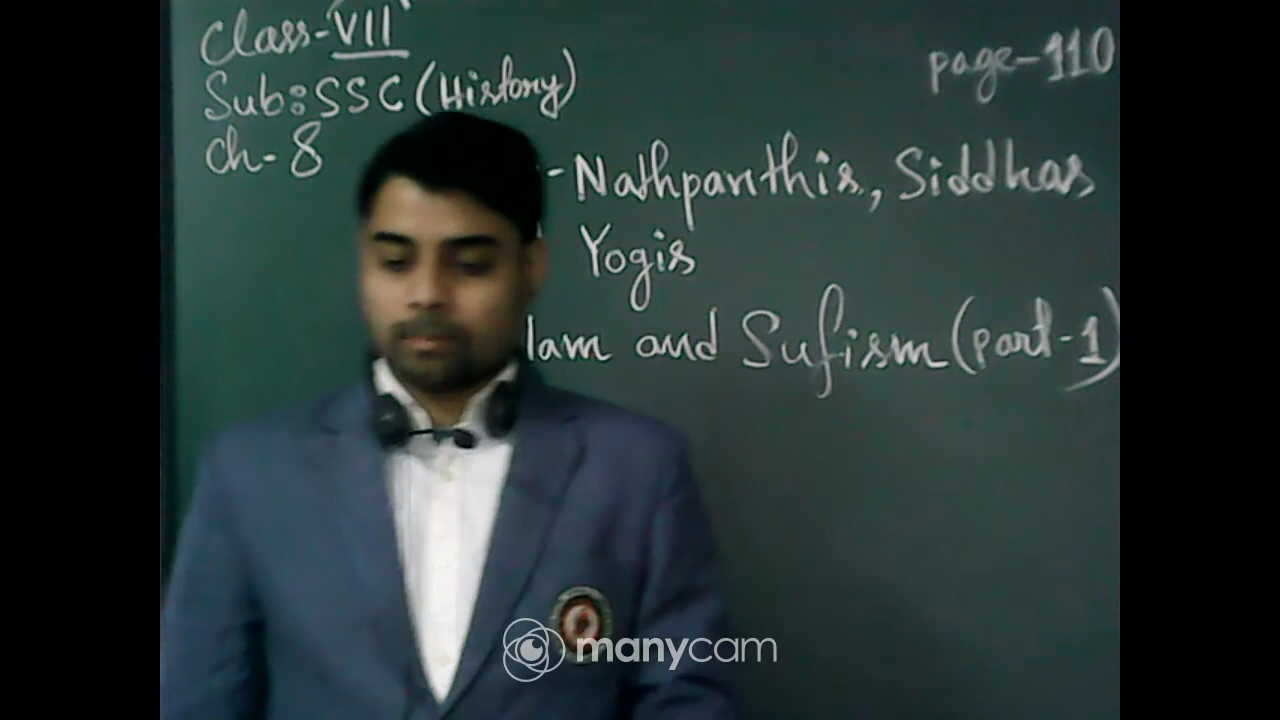 Class-VII
Sub: SSC (History)
page-110
Ch- 8
- Nathpanthis, Siddhas
Yogis
lam and Sufism (part-1)
manycam